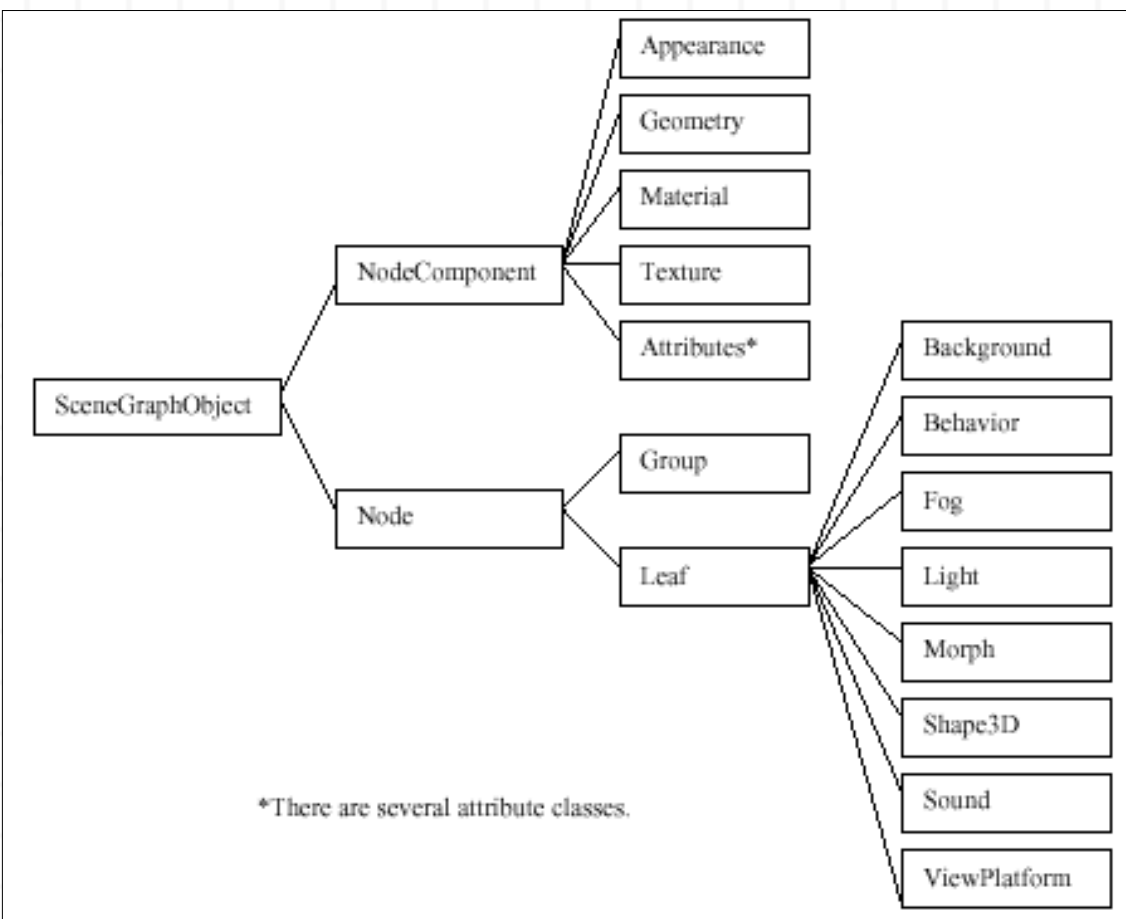 Appearance
Geometry
Material
NodeComponent
Texture
Attributes*
Background
SceneGraphObject
Behavior
Group
Fog
Node
Leaf
Light
Morph
Shape3D
Sound
*There are several attribute classes.
ViewPlatform